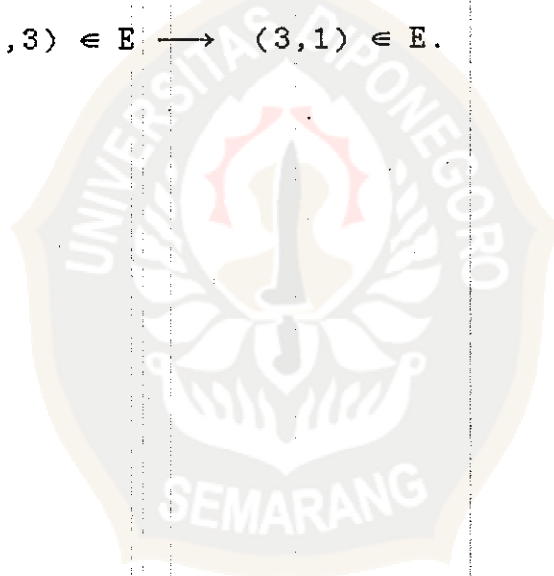 ,3) ∈ E ⟶ (3,1) ∈ E.
UNIVERSITAS DIPONEGORO
SEMARANG